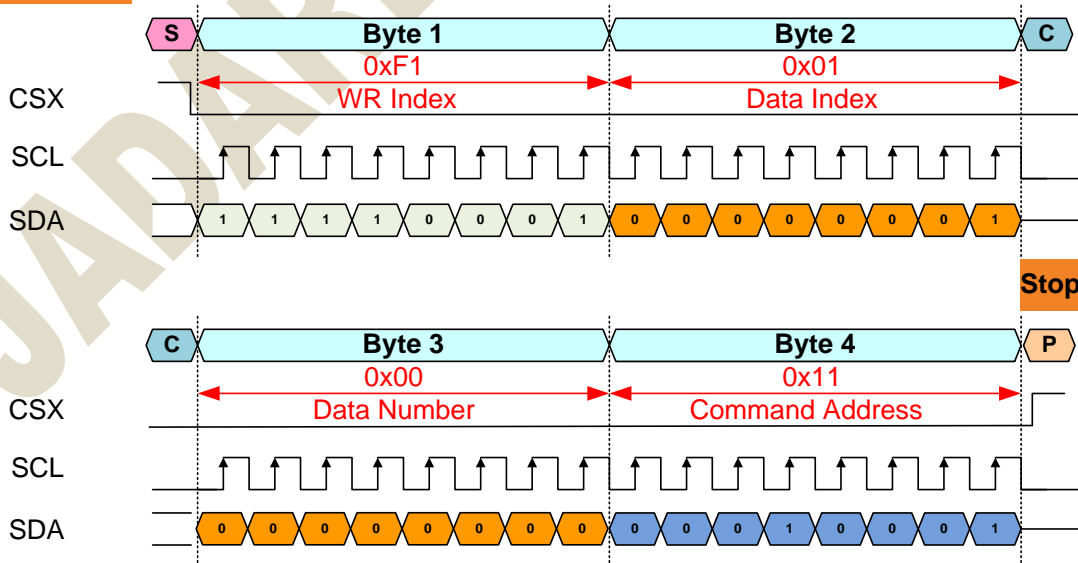 S Byte 1 Byte 2 C
0xF1 0x01
CSX WR Index Data Index
SCL
SDA 1 1 1 1 0 0 0 1 0 0 0 0 0 0 0 1
Stop
C Byte 3 Byte 4 P
0x00 0x11
CSX Data Number Command Address
SCL
SDA 0 0 0 0 0 0 0 0 0 0 0 1 0 0 0 1